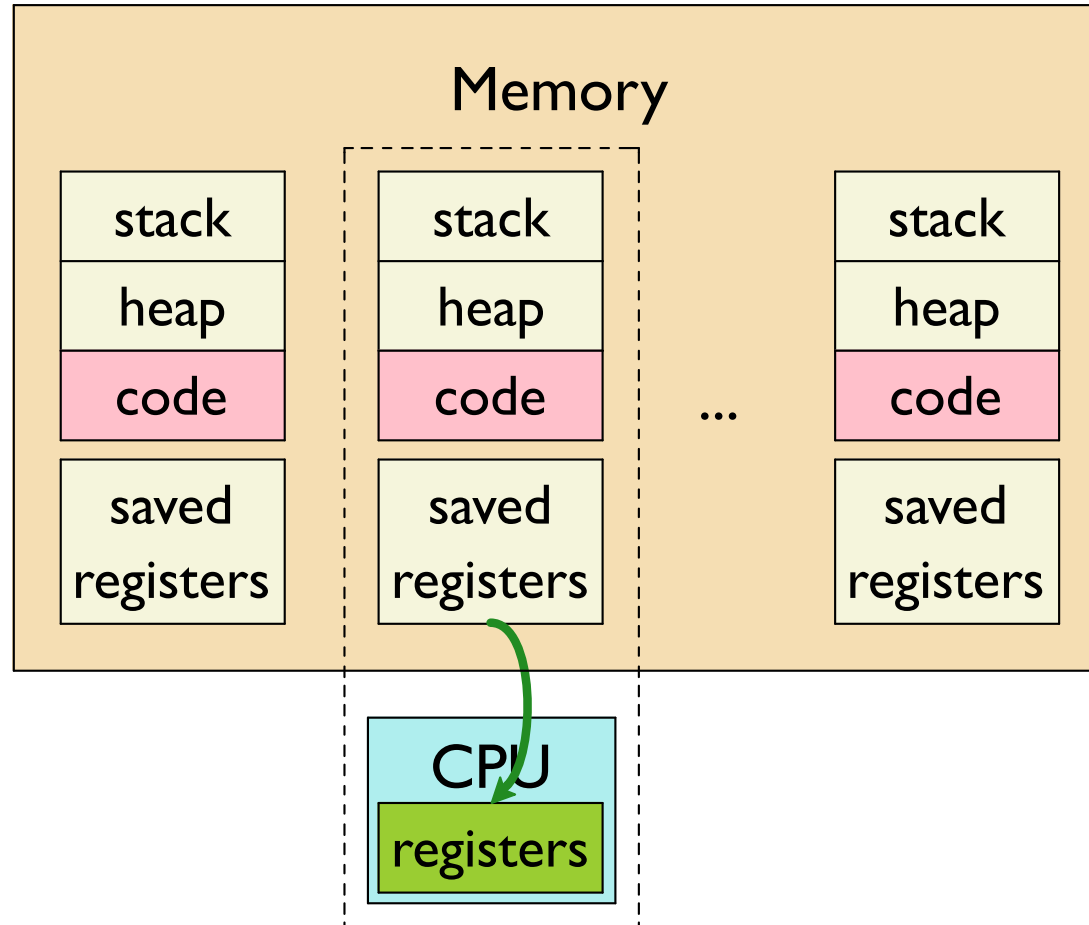 Memory
stack
heap
code
saved
registers
stack
heap
code
saved
registers
...
stack
heap
code
saved
registers
CPU
registers